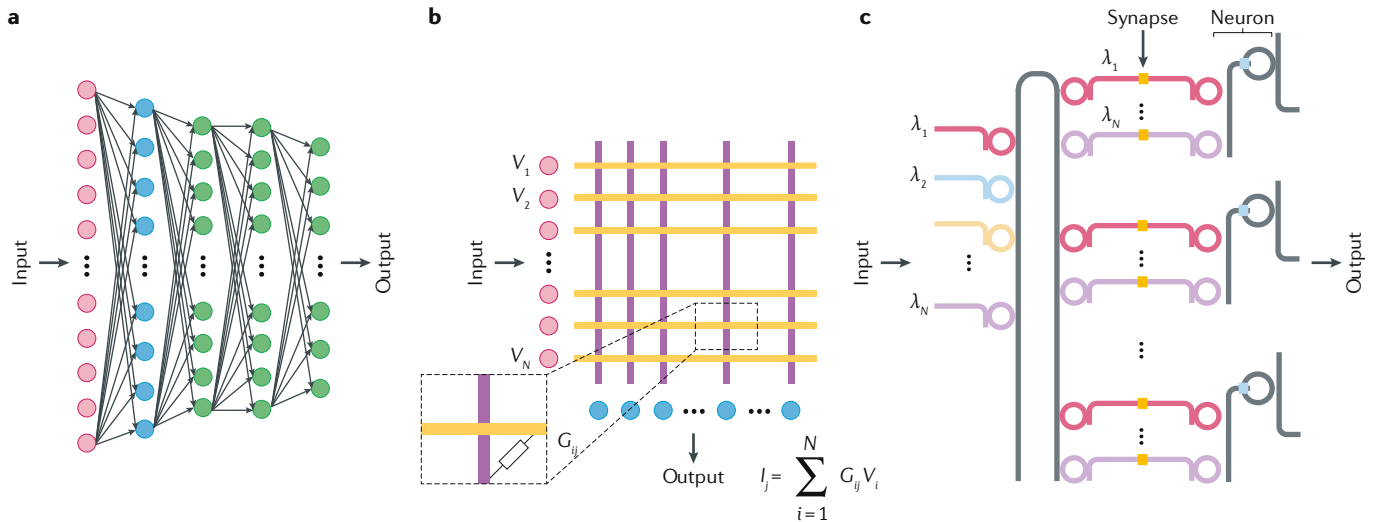 a
Input
Output
b
V1
V2
VN
Input
Gij
Output
Ij = ∑ i = 1 N Gij Vi
c
Synapse
Neuron
λ1
λN
λ1
λ2
λN
Input
Output